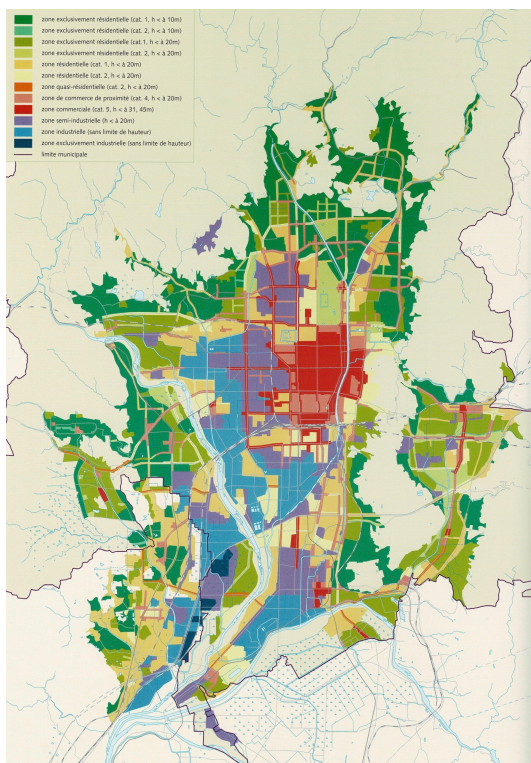 zone exclusivement résidentielle (cat. 1, h < à 10m)
zone exclusivement résidentielle (cat. 2, h < à 10m)
zone exclusivement résidentielle (cat.1, h < à 20m)
zone exclusivement résidentielle (cat. 2, h < à 20m)
zone résidentielle (cat. 1, h < à 20m)
zone résidentielle (cat. 2, h < à 20m)
zone quasi-résidentielle (cat. 2, h < à 20m)
zone de commerce de proximité (cat. 4, h < à 20m)
zone commerciale (cat. 5, h < à 31, 45m)
zone semi-industrielle (h < à 20m)
zone industrielle (sans limite de hauteur)
zone exclusivement industrielle (sans limite de hauteur)
limite municipale